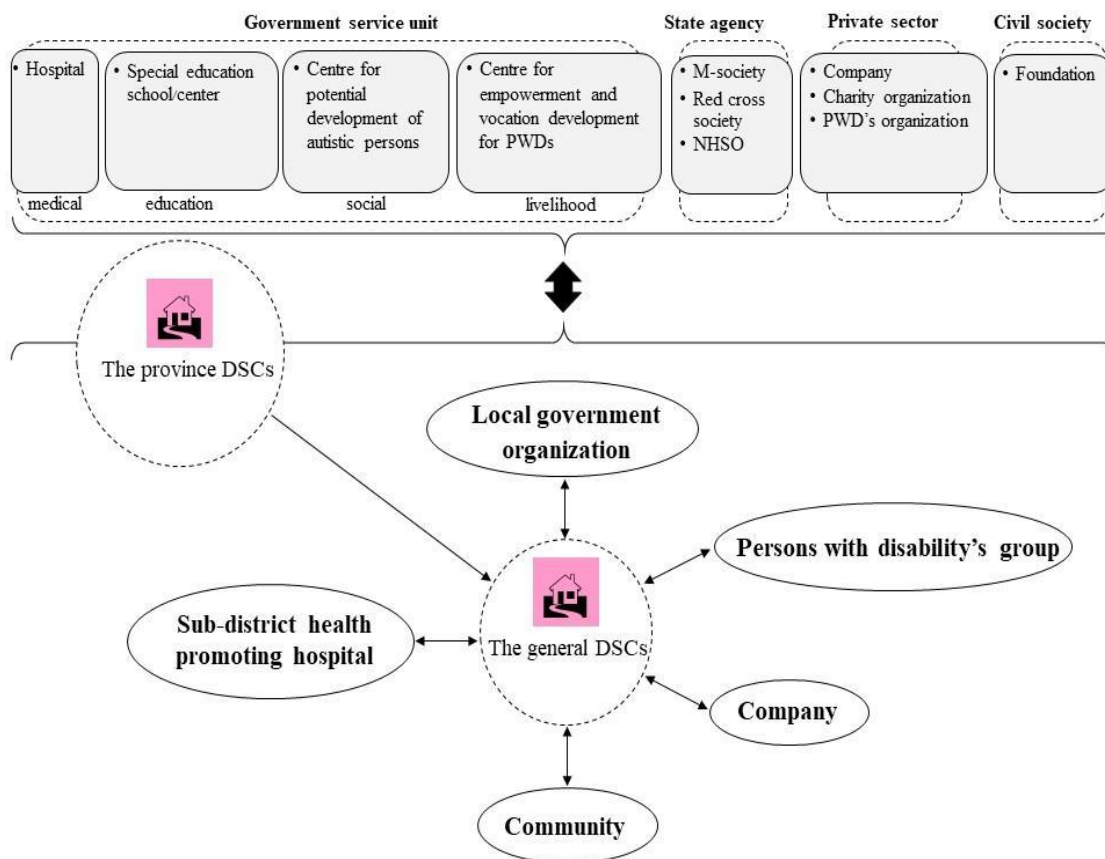 Government service unit
State agency
Private sector
Civil society
• Hospital
• Special education
school/center
• Centre for
potential
development of
autistic persons
• Centre for
empowerment and
vocation development
for PWDs
• M-society
• Red cross
society
• NHSO
• Company
• Charity organization
• PWD's organization
• Foundation
medical
education
social
livelihood
The province DSCs
Local government
organization
Persons with disability's group
The general DSCs
Sub-district health
promoting hospital
Company
Community